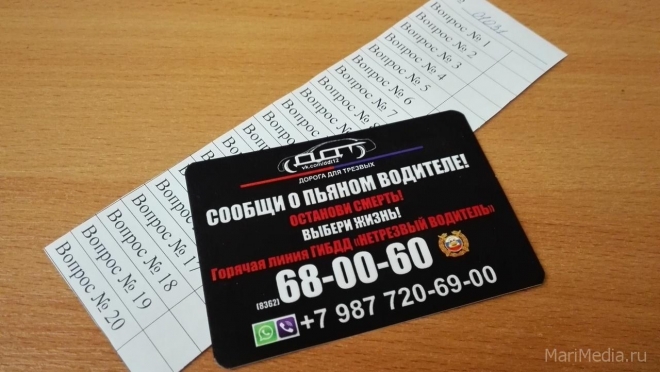 Вопрос № 1
Вопрос № 2
Вопрос № 3
Вопрос № 4
Вопрос № 5
Вопрос № 6
Вопрос № 7
Вопрос № 17
Вопрос № 18
Вопрос № 19
Вопрос № 20
vk.com/ddt12
ДОРОГА ДЛЯ ТРЕЗВЫХ
СООБЩИ О ПЬЯНОМ ВОДИТЕЛЕ!
ОСТАНОВИ СМЕРТЬ!
ВЫБЕРИ ЖИЗНЬ!
Горячая линия ГИБДД «НЕТРЕЗВЫЙ ВОДИТЕЛЬ»
(8362) 68-00-60
+7 987 720-69-00
MariMedia.ru